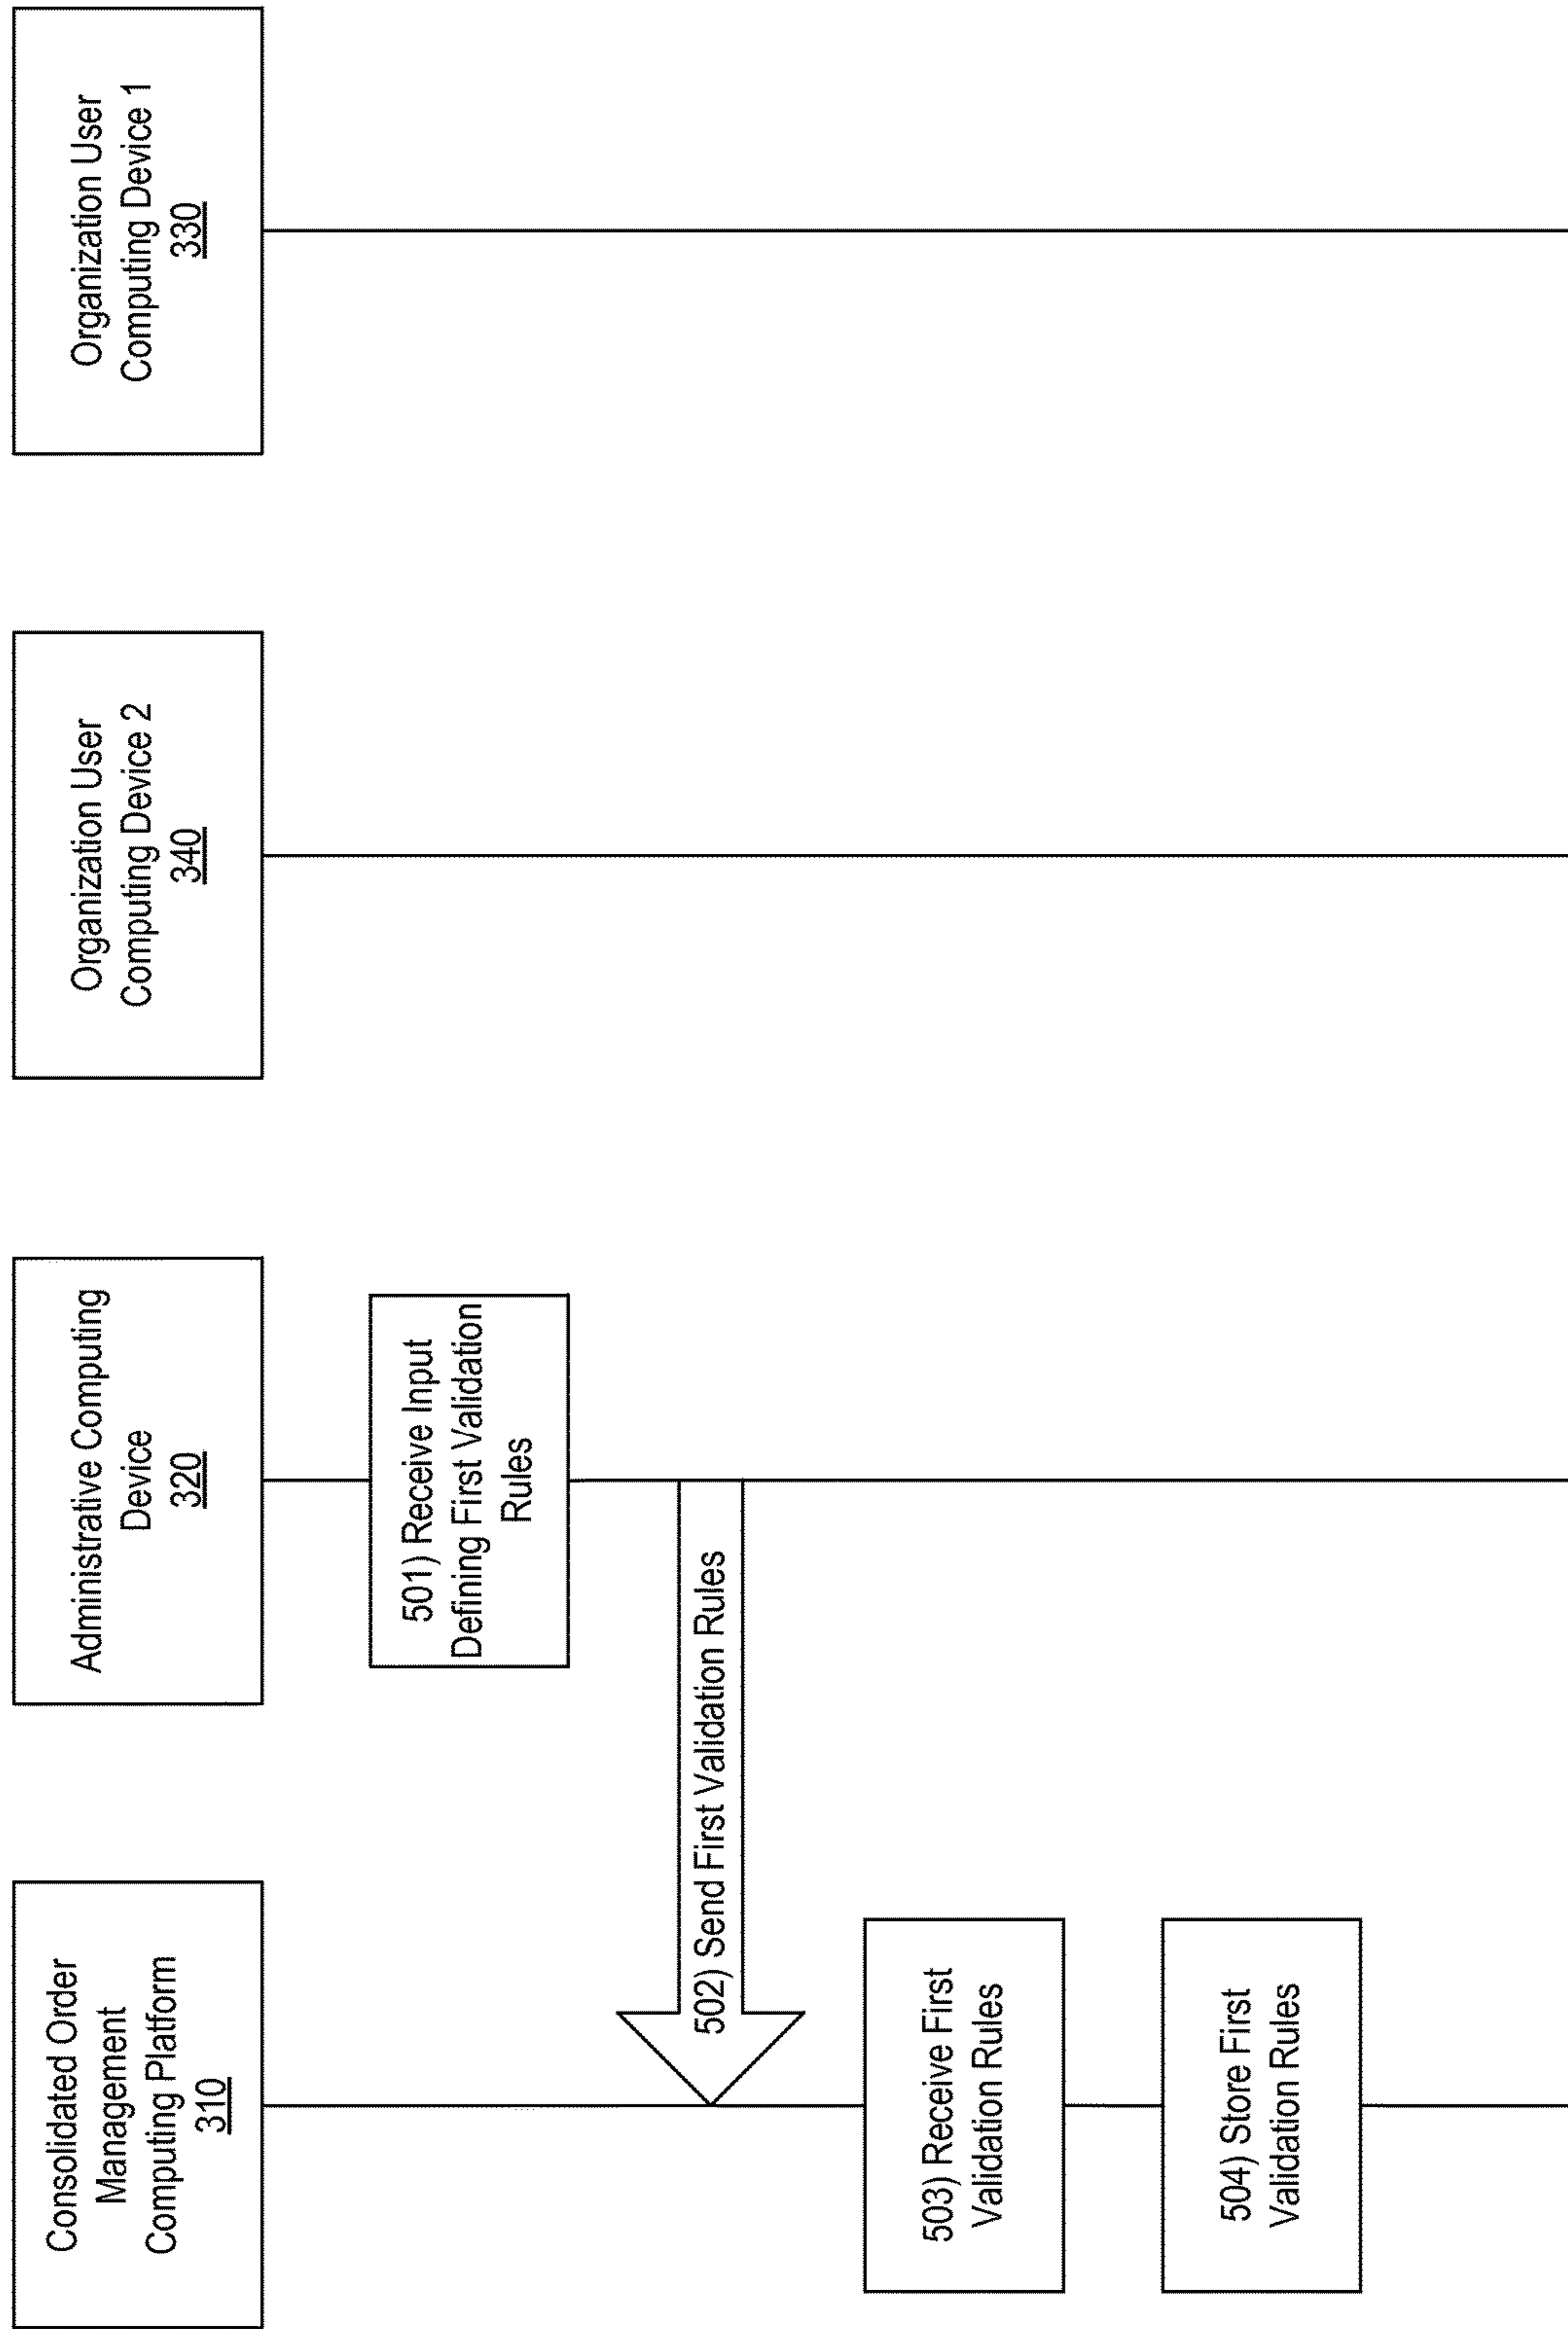 Consolidated Order
Management
Computing Platform
310
Administrative Computing
Device
320
Organization User
Computing Device 2
340
Organization User
Computing Device 1
330
501) Receive Input
Defining First Validation
Rules
502) Send First Validation Rules
503) Receive First
Validation Rules
504) Store First
Validation Rules